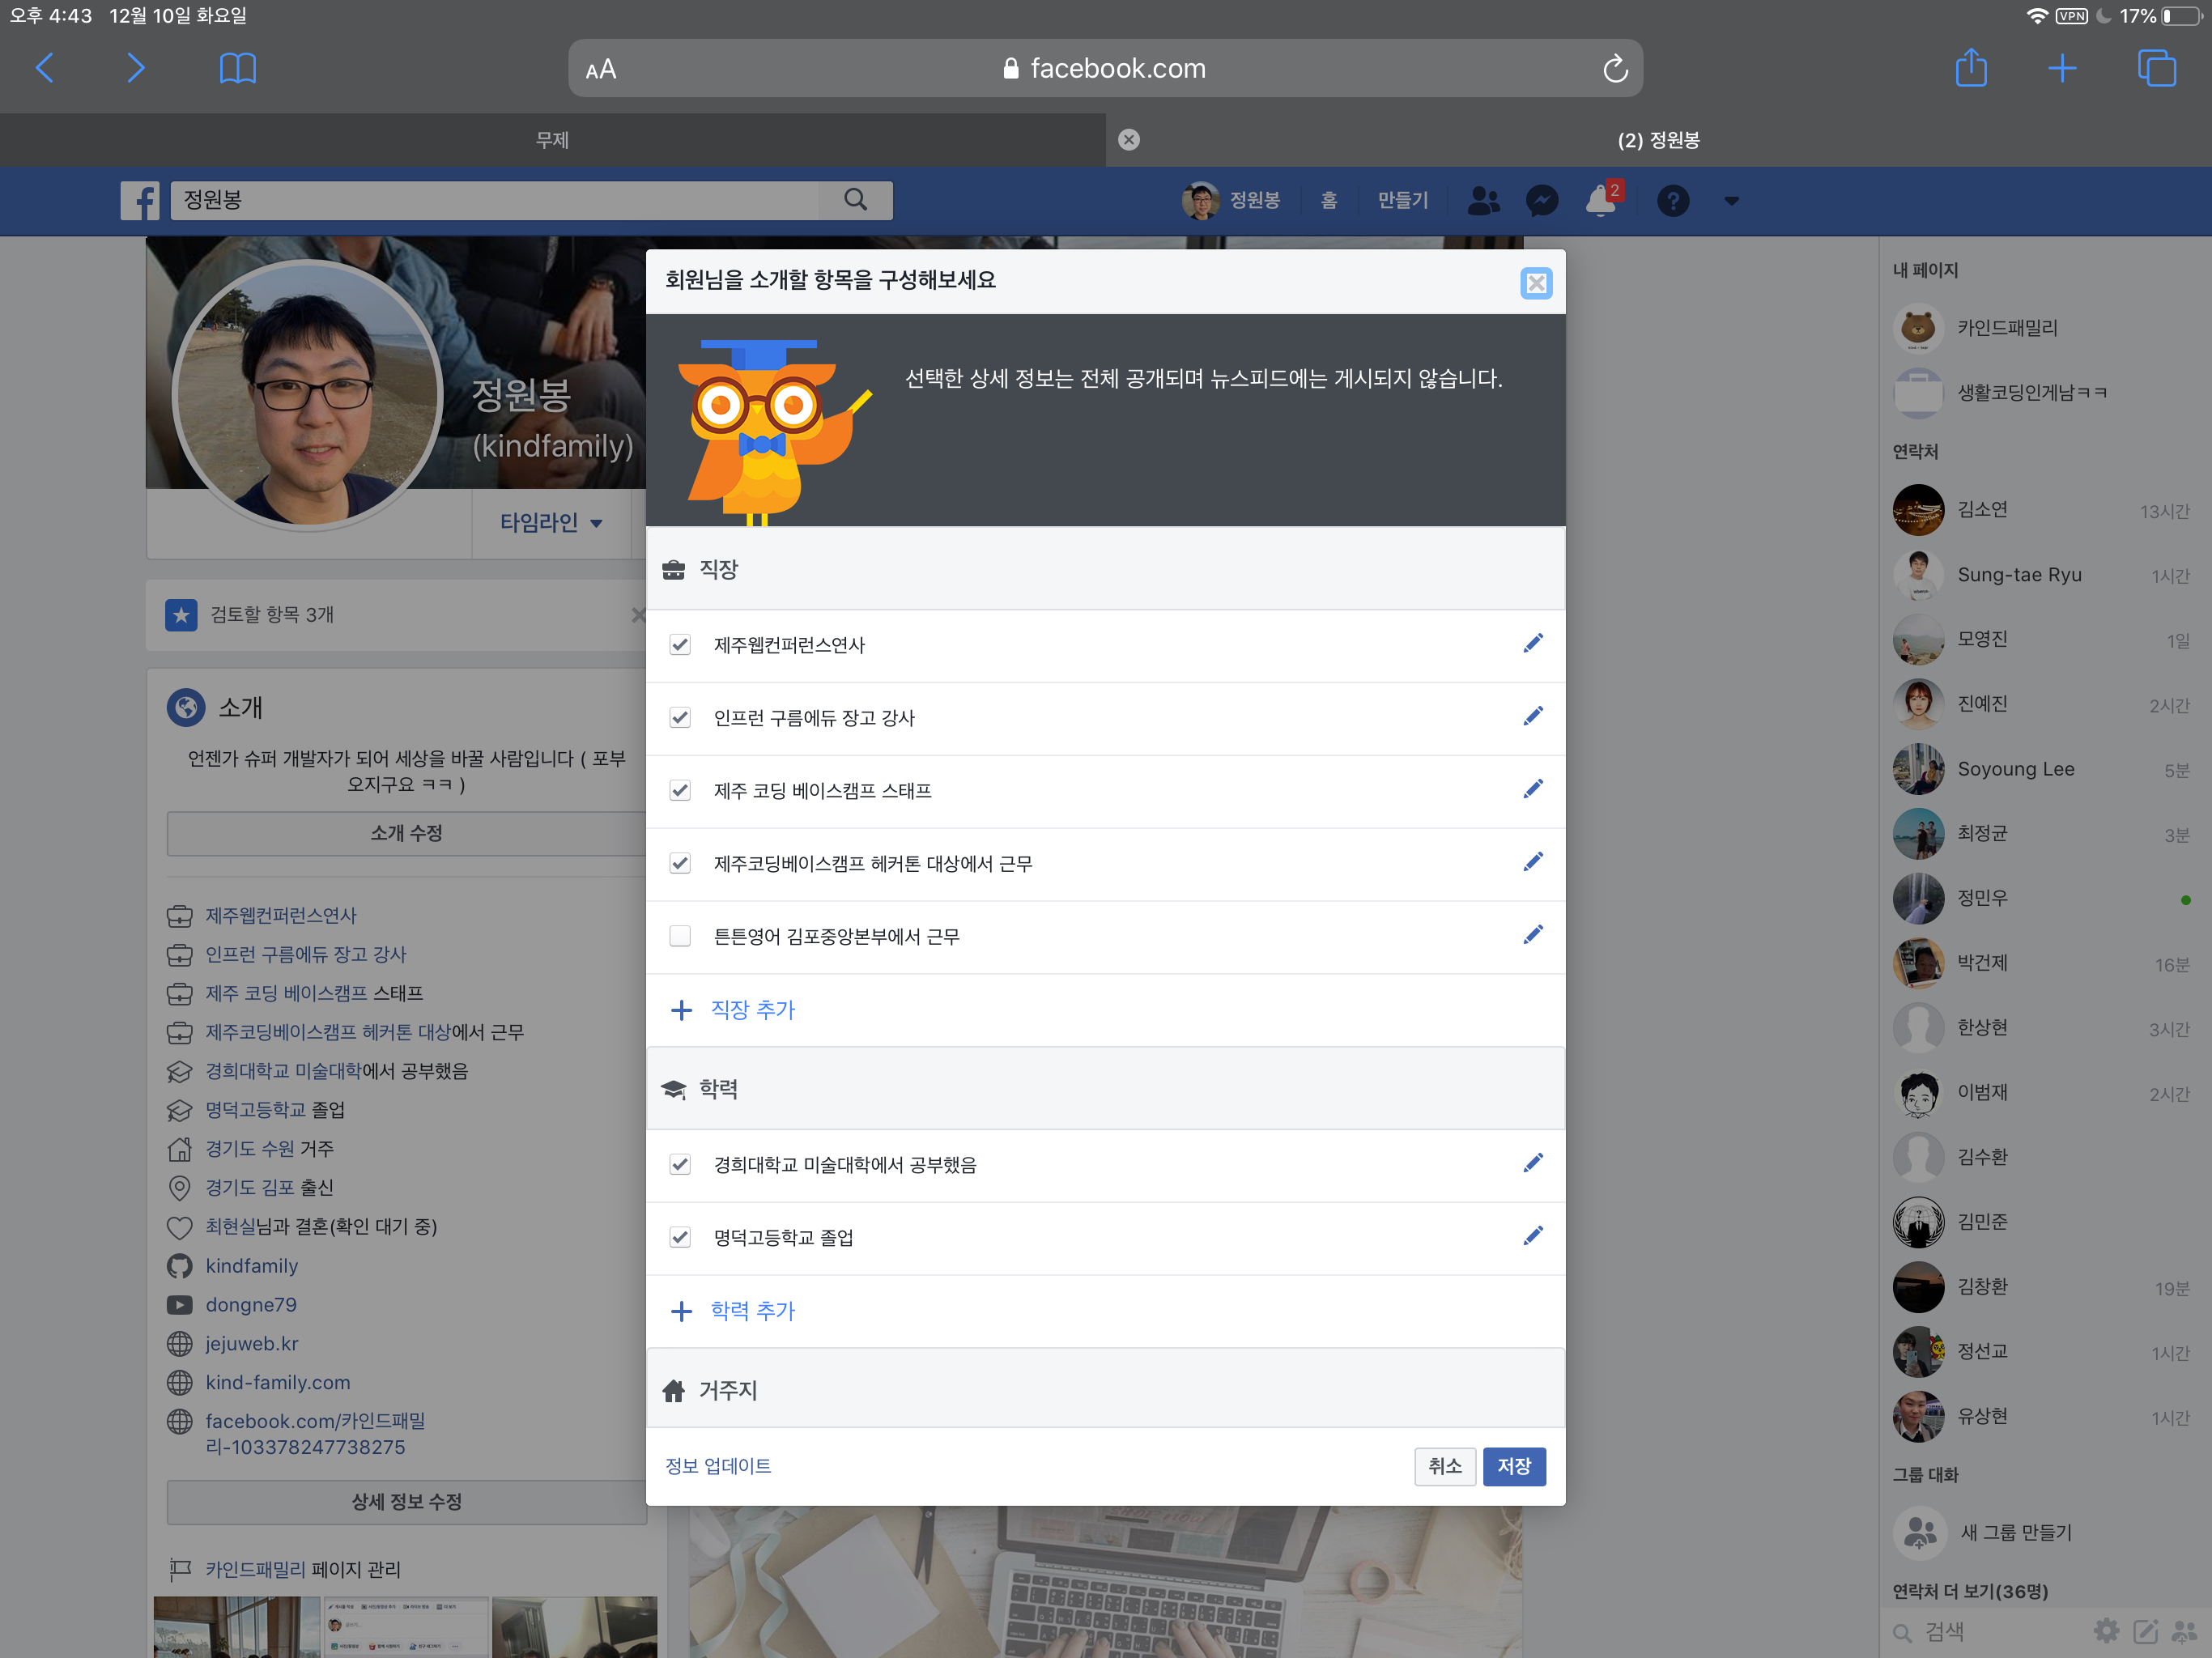 오후 4:43 12월 10일 화요일
VPN 17%
AA facebook.com
무제
(2) 정원봉
정원봉
정원봉 홈 만들기 2
정원봉
(kindfamily)
타임라인
검토할 항목 3개
소개
언젠가 슈퍼 개발자가 되어 세상을 바꿀 사람입니다 ( 포부
오지구요 ㅋㅋ )
소개 수정
제주웹컨퍼런스연사
인프런 구름에듀 장고 강사
제주 코딩 베이스캠프 스태프
제주코딩베이스캠프 헤커톤 대상에서 근무
경희대학교 미술대학에서 공부했음
명덕고등학교 졸업
경기도 수원 거주
경기도 김포 출신
최현실님과 결혼(확인 대기 중)
kindfamily
dongne79
jejuweb.kr
kind-family.com
facebook.com/카인드패밀
리-103378247738275
상세 정보 수정
카인드패밀리 페이지 관리
회원님을 소개할 항목을 구성해보세요
선택한 상세 정보는 전체 공개되며 뉴스피드에는 게시되지 않습니다.
직장
제주웹컨퍼런스연사
인프런 구름에듀 장고 강사
제주 코딩 베이스캠프 스태프
제주코딩베이스캠프 헤커톤 대상에서 근무
튼튼영어 김포중앙본부에서 근무
직장 추가
학력
경희대학교 미술대학에서 공부했음
명덕고등학교 졸업
학력 추가
거주지
정보 업데이트
취소 저장
내 페이지
카인드패밀리
생활코딩인게남ㅋㅋ
연락처
김소연 13시간
Sung-tae Ryu 1시간
모영진 1일
진예진 2시간
Soyoung Lee 5분
최정균 3분
정민우
박건제 16분
한상현 3시간
이범재 2시간
김수환
김민준
김창환 19분
정선교 1시간
유상현 1시간
그룹 대화
새 그룹 만들기
연락처 더 보기(36명)
검색